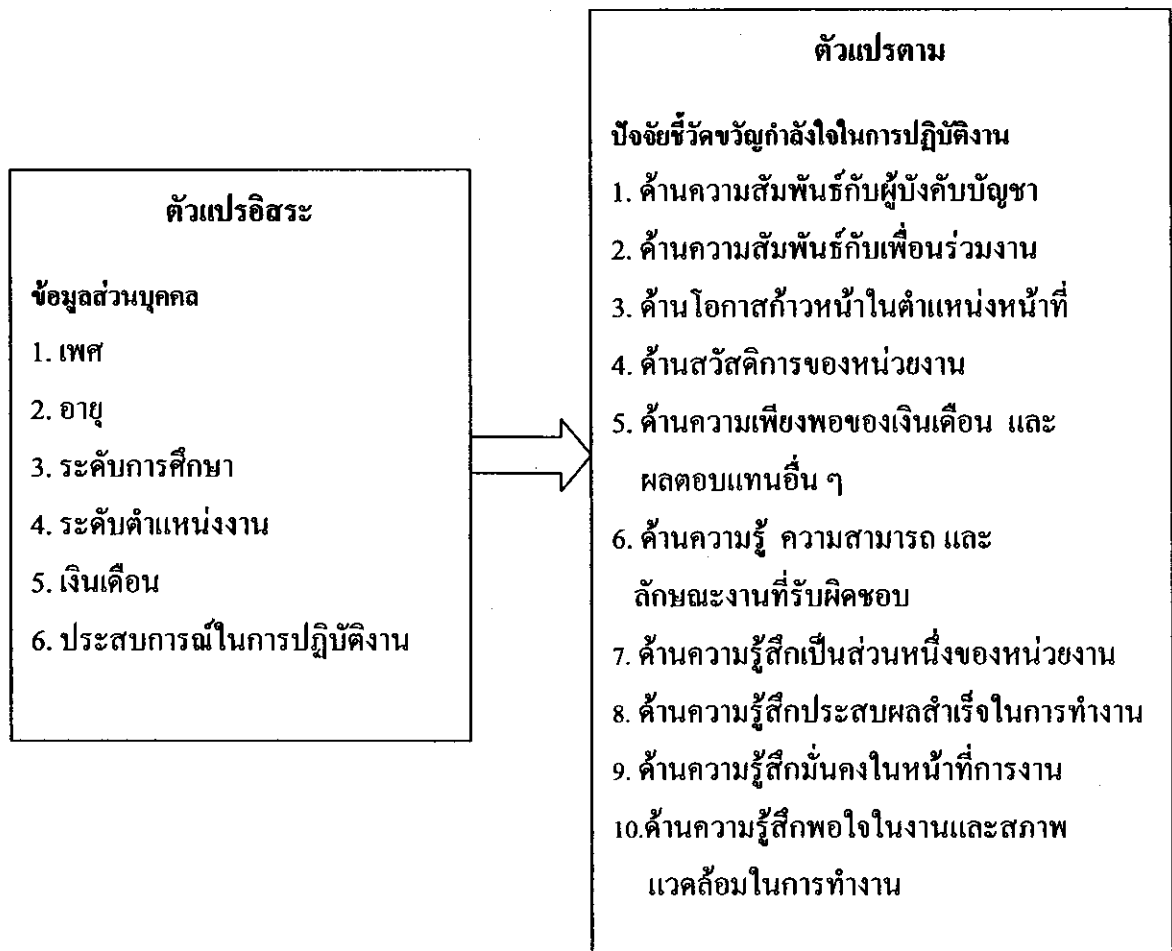 ตัวแปรอิสระ
ข้อมูลส่วนบุคคล
1. เพศ
2. อายุ
3. ระดับการศึกษา
4. ระดับตำแหน่งงาน
5. เงินเดือน
6. ประสบการณ์ในการปฏิบัติงาน
ตัวแปรตาม
ปัจจัยชี้วัดขวัญกำลังใจในการปฏิบัติงาน
1. ด้านความสัมพันธ์กับผู้บังคับบัญชา
2. ด้านความสัมพันธ์กับเพื่อนร่วมงาน
3. ด้านโอกาสก้าวหน้าในตำแหน่งหน้าที่
4. ด้านสวัสดิการของหน่วยงาน
5. ด้านความเพียงพอของเงินเดือน และ
ผลตอบแทนอื่น ๆ
6. ด้านความรู้ ความสามารถ และ
ลักษณะงานที่รับผิดชอบ
7. ด้านความรู้สึกเป็นส่วนหนึ่งของหน่วยงาน
8. ด้านความรู้สึกประสบผลสำเร็จในการทำงาน
9. ด้านความรู้สึกมั่นคงในหน้าที่การงาน
10.ด้านความรู้สึกพอใจในงานและสภาพ
แวดล้อมในการทำงาน